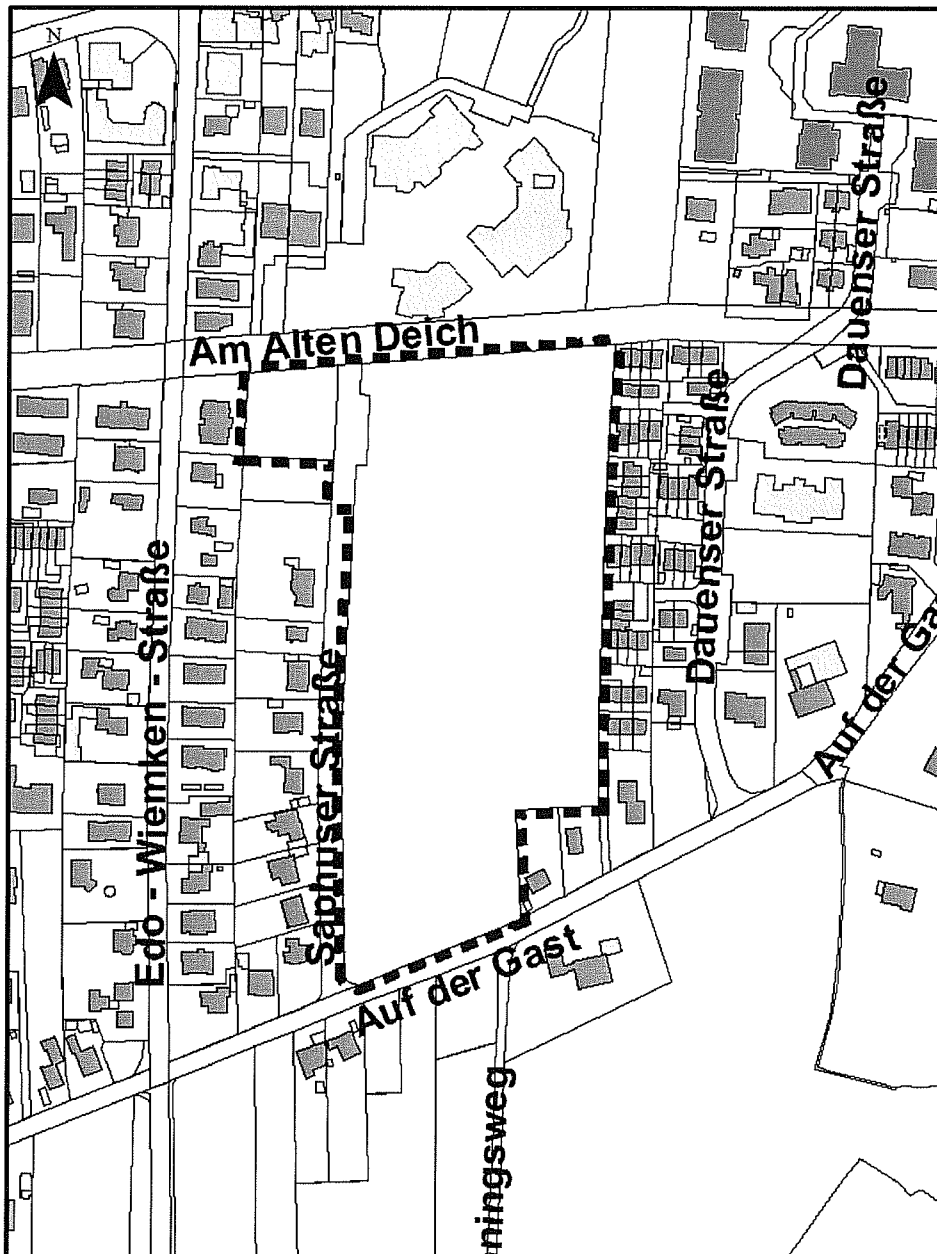 N
Dauenser Straße
Am Alten Deich
Dauenser Straße
Edo - Wiemken - Straße
Saphuser Straße
Auf der Ga
Auf der Gast
ningsweg